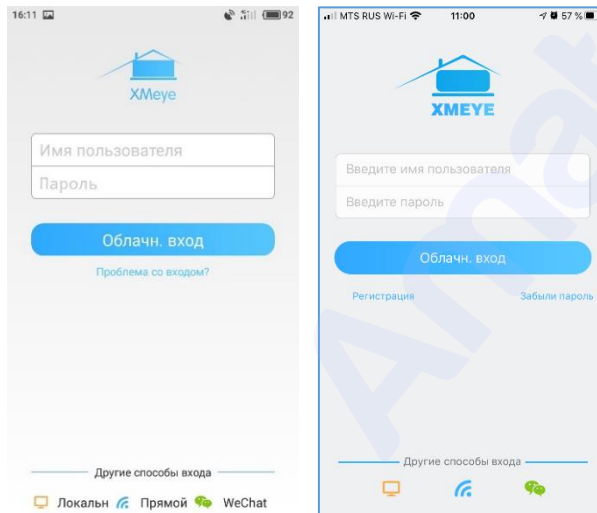 16:11
92
XMeye
Имя пользователя
Пароль
Облачн. вход
Проблема со входом?
Другие способы входа
Локальн
Прямой
WeChat
MTS RUS Wi-Fi
11:00
57 %
XMEYE
Введите имя пользователя
Введите пароль
Облачн. вход
Регистрация
Забыли пароль
Другие способы входа
Amat